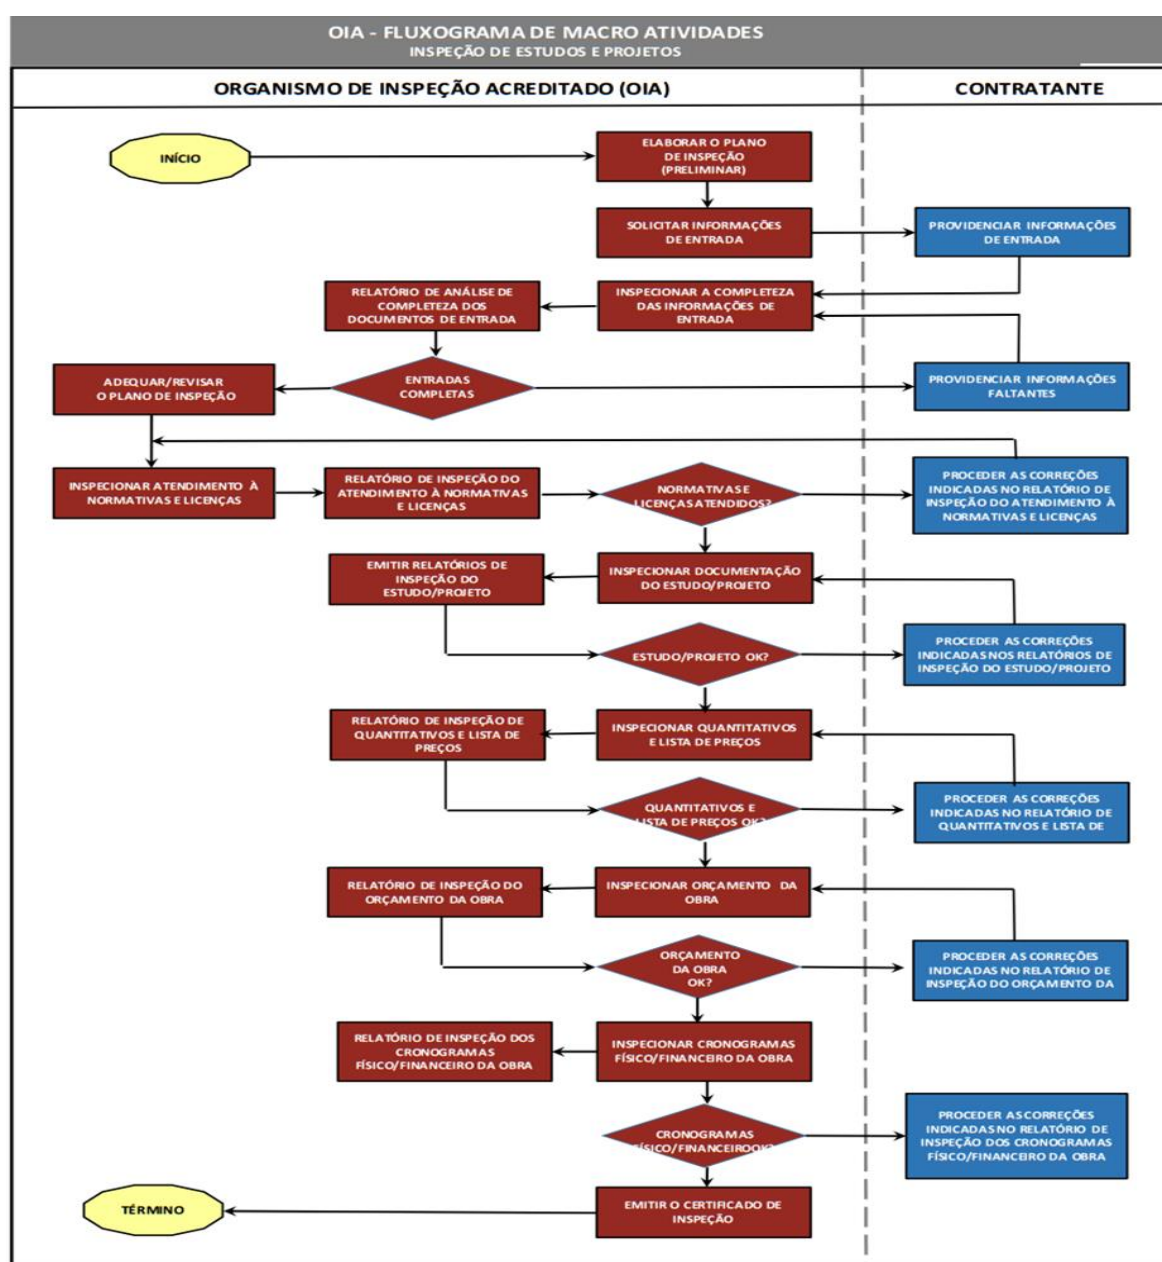 OIA - FLUXOGRAMA DE MACRO ATIVIDADES
INSPEÇÃO DE ESTUDOS E PROJETOS
ORGANISMO DE INSPEÇÃO ACREDITADO (OIA)
CONTRATANTE
INÍCIO
ELABORAR O PLANO
DE INSPEÇÃO
(PRELIMINAR)
SOLICITAR INFORMAÇÕES
DE ENTRADA
PROVIDENCIAR INFORMAÇÕES
DE ENTRADA
RELATÓRIO DE ANÁLISE DE
COMPLETEZA DOS
DOCUMENTOS DE ENTRADA
INSPECIONAR A COMPLETEZA
DAS INFORMAÇÕES DE
ENTRADA
ADEQUAR/REVISAR
O PLANO DE INSPEÇÃO
ENTRADAS
COMPLETAS
PROVIDENCIAR INFORMAÇÕES
FALTANTES
INSPECIONAR ATENDIMENTO À
NORMATIVAS E LICENÇAS
RELATÓRIO DE INSPEÇÃO DO
ATENDIMENTO À NORMATIVAS
E LICENÇAS
NORMATIVAS E
LICENÇAS ATENDIDOS?
PROCEDER AS CORREÇÕES
INDICADAS NO RELATÓRIO DE
INSPEÇÃO DO ATENDIMENTO À
NORMATIVAS E LICENÇAS
EMITIR RELATÓRIOS DE
INSPEÇÃO DO
ESTUDO/PROJETO
INSPECIONAR DOCUMENTAÇÃO
DO ESTUDO/PROJETO
ESTUDO/PROJETO OK?
PROCEDER AS CORREÇÕES
INDICADAS NOS RELATÓRIOS DE
INSPEÇÃO DO ESTUDO/PROJETO
RELATÓRIO DE INSPEÇÃO DE
QUANTITATIVOS E LISTA DE
PREÇOS
INSPECIONAR QUANTITATIVOS
E LISTA DE PREÇOS
QUANTITATIVOS E
LISTA DE PREÇOS OK?
PROCEDER AS CORREÇÕES
INDICADAS NO RELATÓRIO DE
QUANTITATIVOS E LISTA DE
RELATÓRIO DE INSPEÇÃO DO
ORÇAMENTO DA OBRA
INSPECIONAR ORÇAMENTO DA
OBRA
ORÇAMENTO
DA OBRA
OK?
PROCEDER AS CORREÇÕES
INDICADAS NO RELATÓRIO DE
INSPEÇÃO DO ORÇAMENTO DA
RELATÓRIO DE INSPEÇÃO DOS
CRONOGRAMAS
FÍSICO/FINANCEIRO DA OBRA
INSPECIONAR CRONOGRAMAS
FÍSICO/FINANCEIRO DA OBRA
CRONOGRAMAS
FÍSICO/FINANCEIRO OK?
PROCEDER AS CORREÇÕES
INDICADAS NO RELATÓRIO DE
INSPEÇÃO DOS CRONOGRAMAS
FÍSICO/FINANCEIRO DA OBRA
TÉRMINO
EMITIR O CERTIFICADO DE
INSPEÇÃO